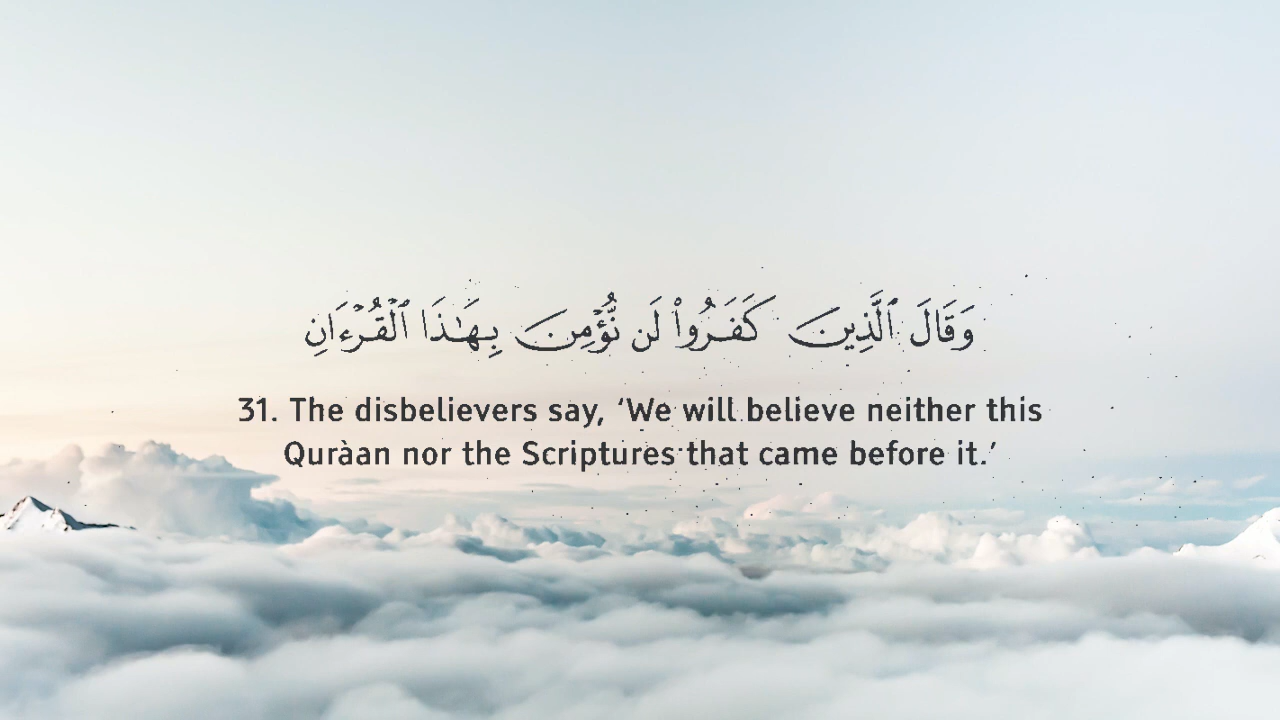 وَقَالَ ٱلَّذِينَ كَفَرُوا۟ لَن نُّؤْمِنَ بِهَـٰذَا ٱلْقُرْءَانِ
31. The disbelievers say, ‘We will believe neither this
Quràan nor the Scriptures that came before it.’